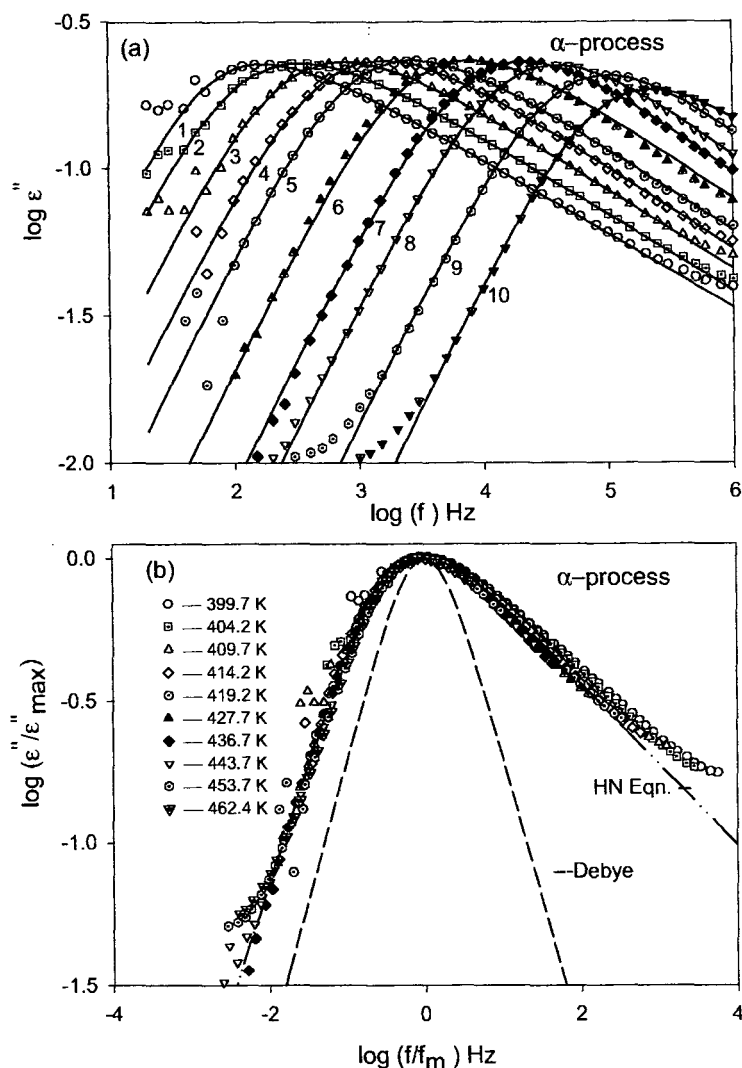 (a)
α–process
-0.5
-1.0
-1.5
-2.0
log ε"
1
2
3
4
5
6
7
8
9
10
1
2
3
4
5
6
log (f ) Hz
(b)
α–process
0.0
-0.5
-1.0
-1.5
log (ε"/ε"max)
— 399.7 K
— 404.2 K
— 409.7 K
— 414.2 K
— 419.2 K
— 427.7 K
— 436.7 K
— 443.7 K
— 453.7 K
— 462.4 K
HN Eqn.
Debye
-4
-2
0
2
4
log (f/fm) Hz